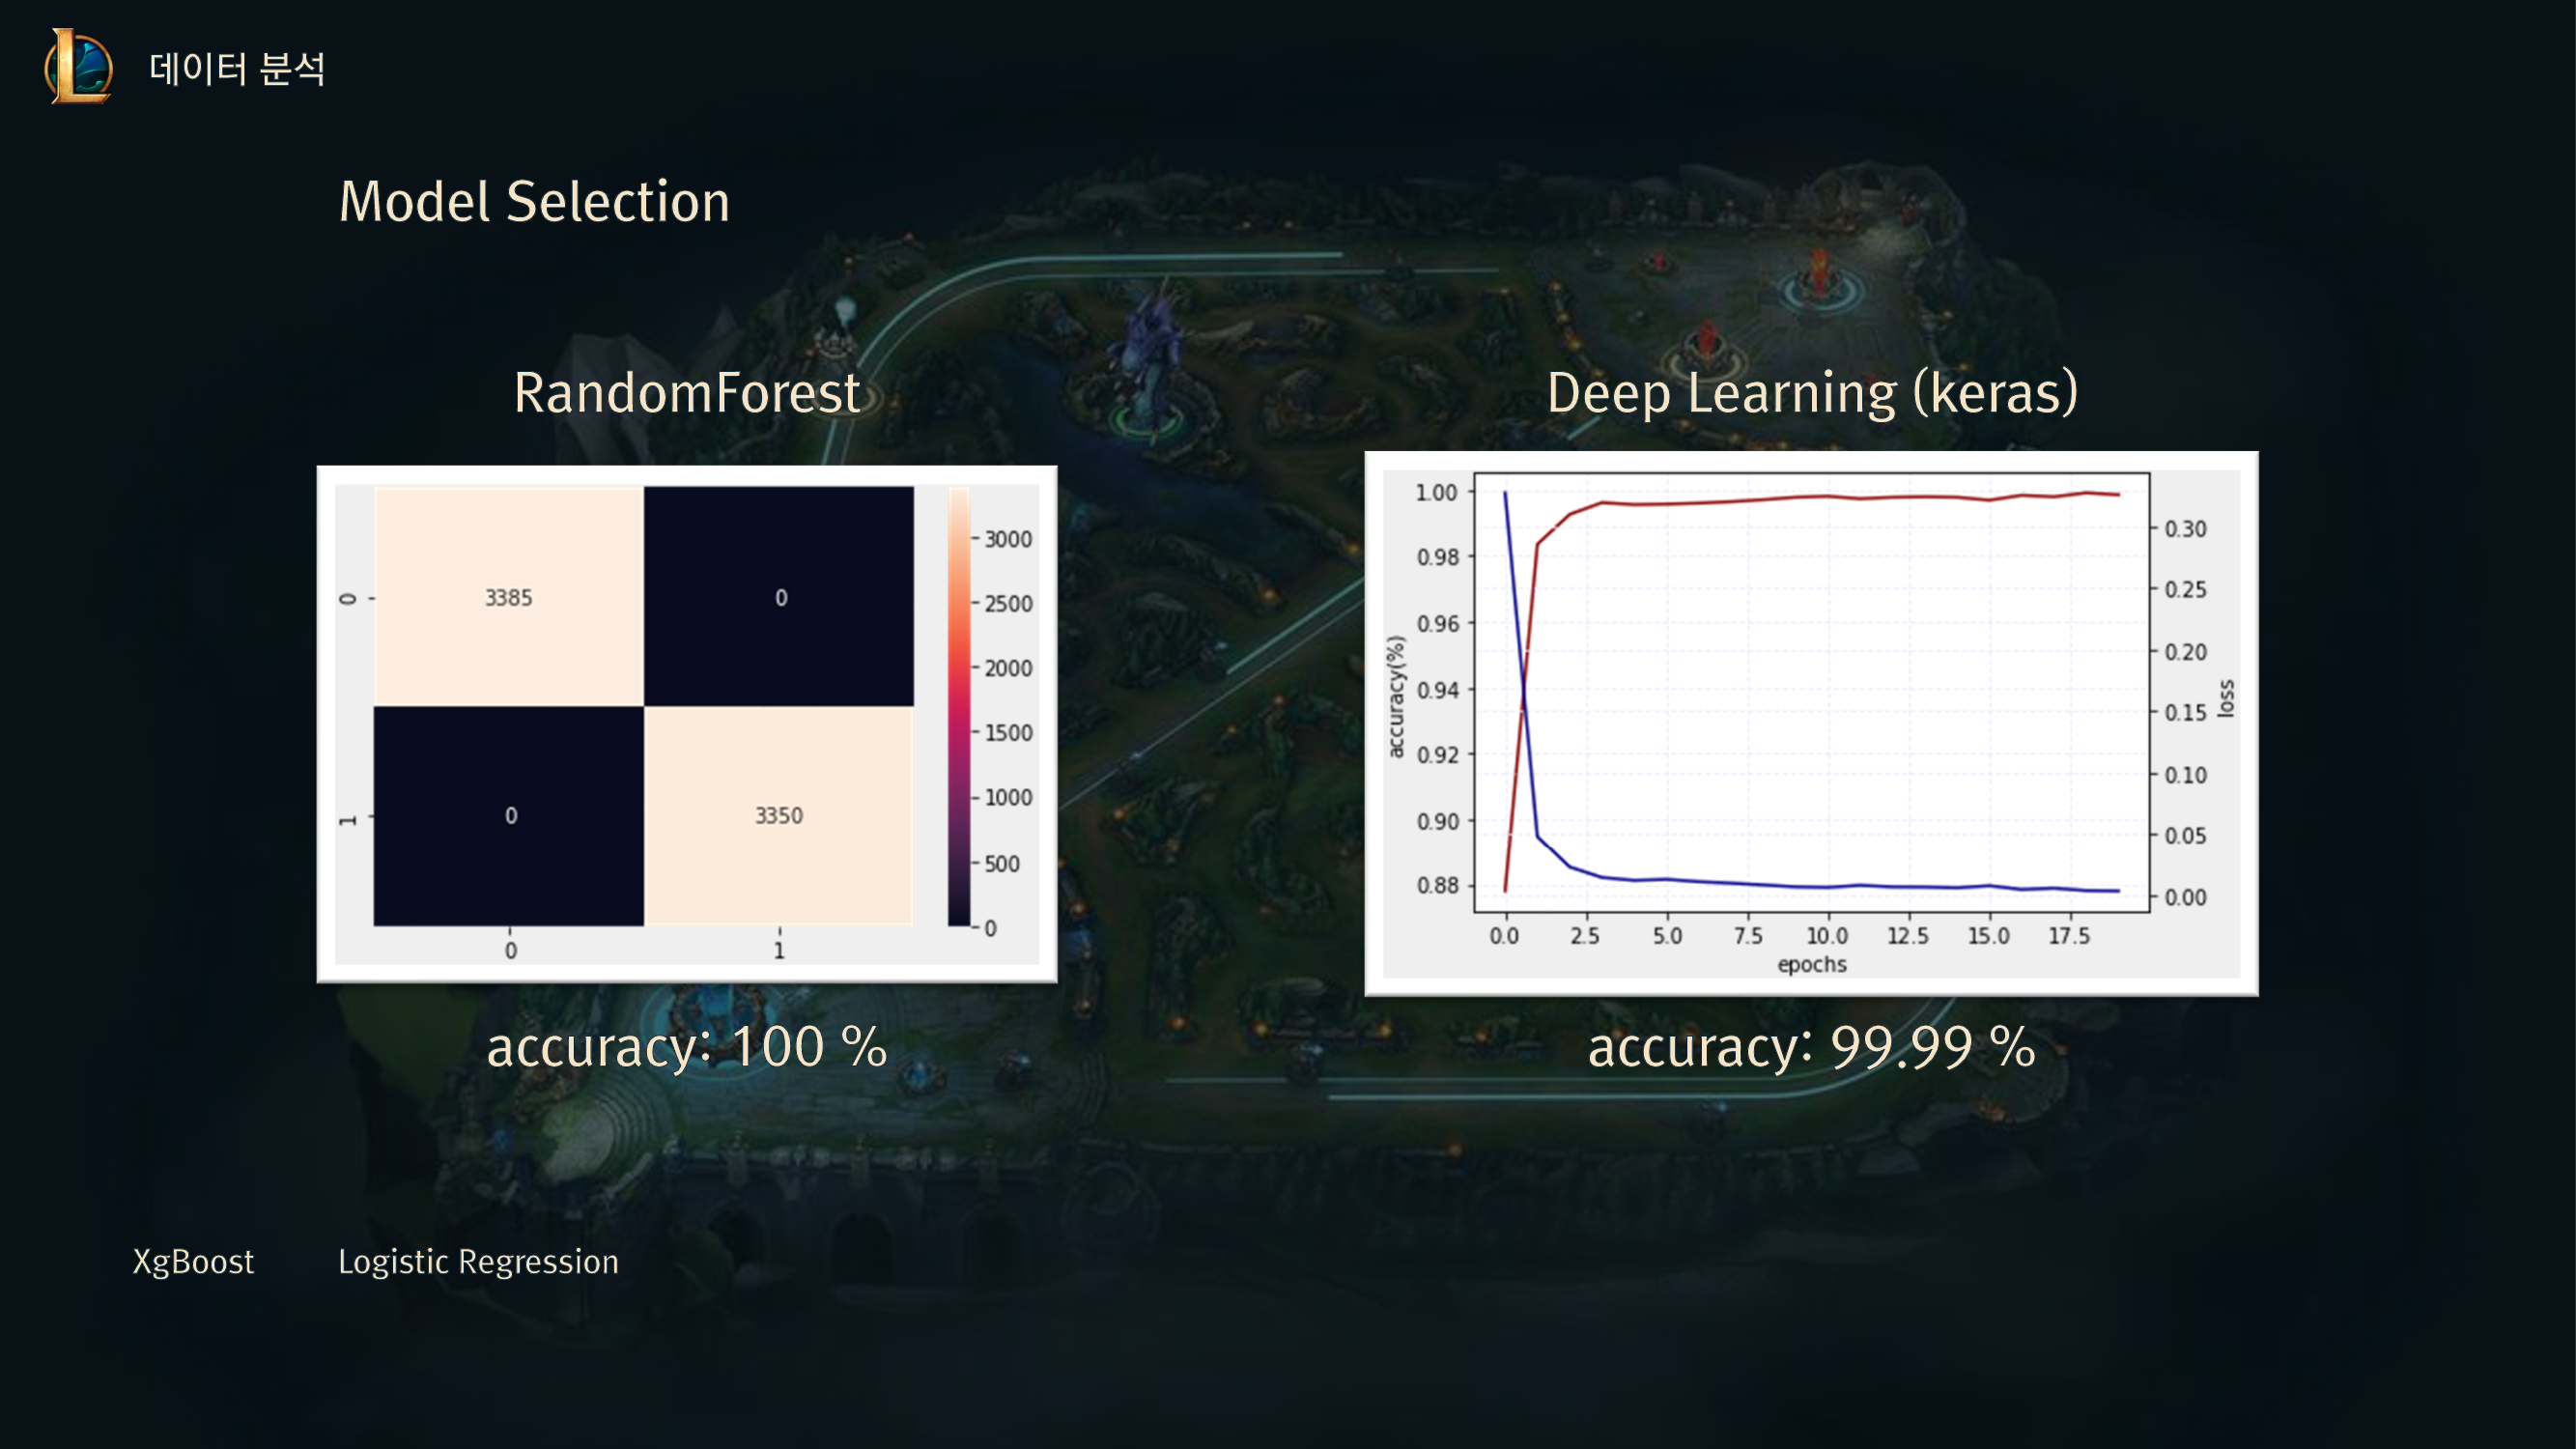 데이터 분석
Model Selection
RandomForest
Deep Learning (keras)
0
3385
0
1
0
3350
0
1
3000
2500
2000
1500
1000
500
0
accuracy(%)
1.00
0.98
0.96
0.94
0.92
0.90
0.88
0.30
0.25
0.20
0.15
0.10
0.05
0.00
loss
0.0 2.5 5.0 7.5 10.0 12.5 15.0 17.5
epochs
accuracy: 100 %
accuracy: 99.99 %
XgBoost
Logistic Regression